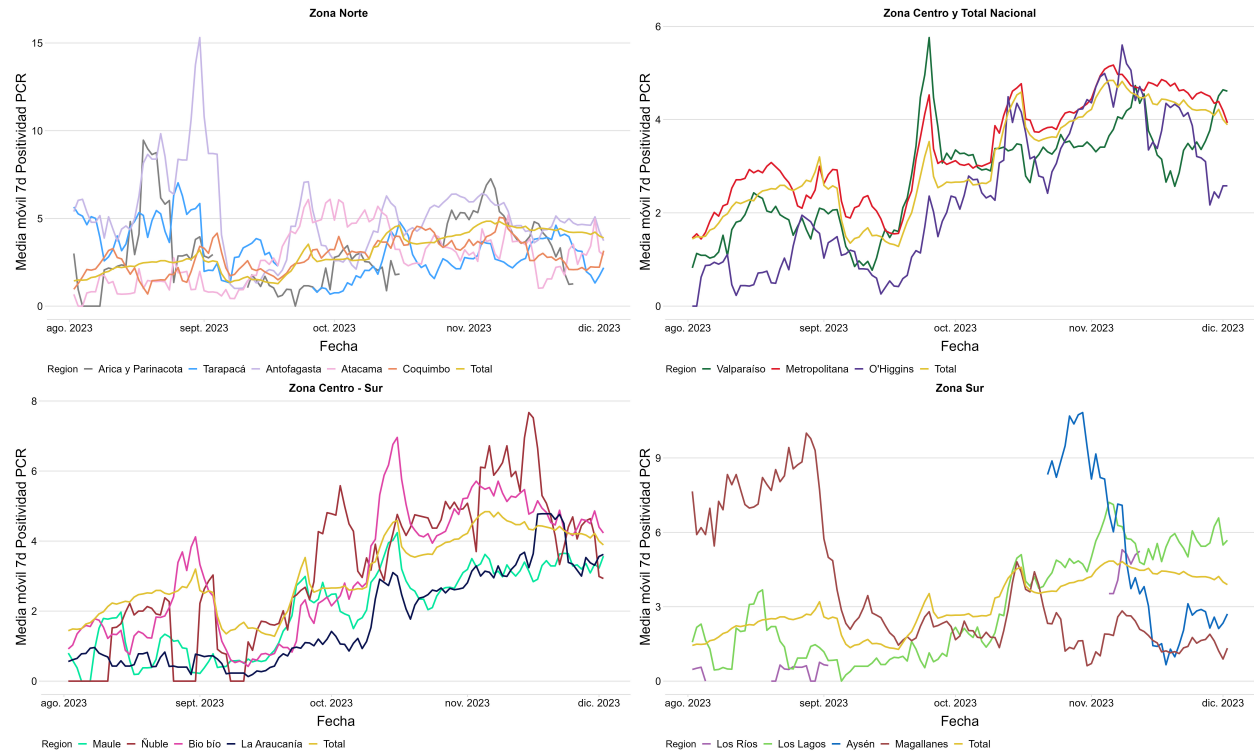 Zona Norte
Media móvil 7d Positividad PCR
15
10
5
0
ago. 2023 sept. 2023 oct. 2023 nov. 2023 dic. 2023
Fecha
Region Arica y Parinacota Tarapacá Antofagasta Atacama Coquimbo Total
Zona Centro y Total Nacional
Media móvil 7d Positividad PCR
6
4
2
0
ago. 2023 sept. 2023 oct. 2023 nov. 2023 dic. 2023
Fecha
Region Valparaíso Metropolitana O'Higgins Total
Zona Centro - Sur
Media móvil 7d Positividad PCR
8
6
4
2
0
ago. 2023 sept. 2023 oct. 2023 nov. 2023 dic. 2023
Fecha
Region Maule Ñuble Bio bío La Araucanía Total
Zona Sur
Media móvil 7d Positividad PCR
9
6
3
0
ago. 2023 sept. 2023 oct. 2023 nov. 2023 dic. 2023
Fecha
Region Los Ríos Los Lagos Aysén Magallanes Total